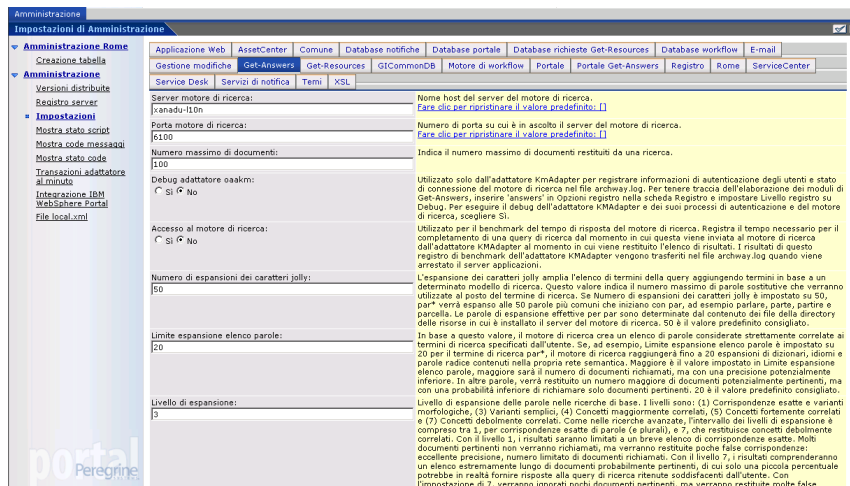 Amministrazione
Impostazioni di Amministrazione
Amministrazione Rome
Creazione tabella
Amministrazione
Versioni distribuite
Registro server
Impostazioni
Mostra stato script
Mostra code messaggi
Mostra stato code
Transazioni adattatore
al minuto
Integrazione IBM
WebSphere Portal
File local.xml
Applicazione Web AssetCenter Comune Database notifiche Database portale Database richieste Get-Resources Database workflow E-mail
Gestione modifiche Get-Answers Get-Resources GICommonDB Motore di workflow Portale Portale Get-Answers Registro Rome ServiceCenter
Service Desk Servizi di notifica Temi XSL
Server motore di ricerca:
xanadu-l10n
Nome host del server del motore di ricerca.
Fare clic per ripristinare il valore predefinito: []
Porta motore di ricerca:
6100
Numero di porta su cui è in ascolto il server del motore di ricerca.
Fare clic per ripristinare il valore predefinito: []
Numero massimo di documenti:
100
Indica il numero massimo di documenti restituiti da una ricerca.
Debug adattatore oaakm:
Sì No
Utilizzato solo dall'adattatore KmAdapter per registrare informazioni di autenticazione degli utenti e stato
di connessione del motore di ricerca nel file archway.log. Per tenere traccia dell'elaborazione dei moduli di
Get-Answers, inserire 'answers' in Opzioni registro nella scheda Registro e impostare Livello registro su
Debug. Per eseguire il debug dell'adattatore KMAdapter e dei suoi processi di autenticazione e del motore
di ricerca, scegliere Sì.
Accesso al motore di ricerca:
Sì No
Utilizzato per il benchmark del tempo di risposta del motore di ricerca. Registra il tempo necessario per il
completamento di una query di ricerca dal momento in cui questa viene inviata al motore di ricerca
dall'adattatore KMAdapter al momento in cui viene restituito l'elenco di risultati. I risultati di questo
registro di benchmark dell'adattatore KMAdapter vengono trasferiti nel file archway.log quando viene
arrestato il server applicazioni.
Numero di espansioni dei caratteri jolly:
50
L'espansione dei caratteri jolly amplia l'elenco di termini della query aggiungendo termini in base a un
determinato modello di ricerca. Questo valore indica il numero massimo di parole sostitutive che verranno
utilizzate al posto del termine di ricerca. Se Numero di espansioni dei caratteri jolly è impostato su 50,
par* verrà espanso alle 50 parole più comuni che iniziano con par, ad esempio parlare, parte, partire e
parcella. Le parole di espansione effettive per par sono determinate dal contenuto dei file della directory
delle risorse in cui è installato il server del motore di ricerca. 50 è il valore predefinito consigliato.
Limite espansione elenco parole:
20
In base a questo valore, il motore di ricerca crea un elenco di parole considerate strettamente correlate ai
termini di ricerca specificati dall'utente. Se, ad esempio, Limite espansione elenco parole è impostato su
20 per il termine di ricerca par*, il motore di ricerca raggiungerà fino a 20 espansioni di dizionari, idiomi e
parole radice contenuti nella propria rete semantica. Maggiore è il valore impostato in Limite espansione
elenco parole, maggiore sarà il numero di documenti richiamati, ma con una precisione potenzialmente
inferiore. In altre parole, verrà restituito un numero maggiore di documenti potenzialmente pertinenti, ma
con una probabilità inferiore di richiamare solo documenti pertinenti. 20 è il valore predefinito consigliato.
Livello di espansione:
3
Livello di espansione delle parole nelle ricerche di base. I livelli sono: (1) Corrispondenze esatte e varianti
morfologiche, (3) Varianti semplici, (4) Concetti maggiormente correlati, (5) Concetti fortemente correlati
e (7) Concetti debolmente correlati. Come nelle ricerche avanzate, l'intervallo dei livelli di espansione è
compreso tra 1, per corrispondenze esatte di parole (e plurali), e 7, che restituisce concetti debolmente
correlati. Con il livello 1, i risultati saranno limitati a un breve elenco di corrispondenze esatte. Molti
documenti pertinenti non verranno richiamati, ma verranno restituite poche false corrispondenze:
eccellente precisione, numero limitato di documenti richiamati. Con il livello 7, i risultati comprenderanno
un elenco estremamente lungo di documenti probabilmente pertinenti, di cui solo una piccola percentuale
potrebbe in realtà fornire risposte alla query di ricerca ritenute soddisfacenti dall'utente. Con
l'impostazione di 7, verranno ignorati pochi documenti pertinenti, ma verranno restituite molte false
portal
Peregrine